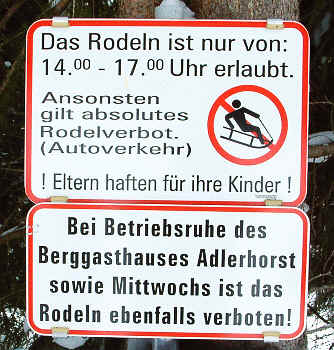 Das Rodeln ist nur von:
14.00 - 17.00 Uhr erlaubt.
Ansonsten
gilt absolutes
Rodelverbot.
(Autoverkehr)
! Eltern haften für ihre Kinder !
Bei Betriebsruhe des
Berggasthauses Adlerhorst
sowie Mittwochs ist das
Rodeln ebenfalls verboten!